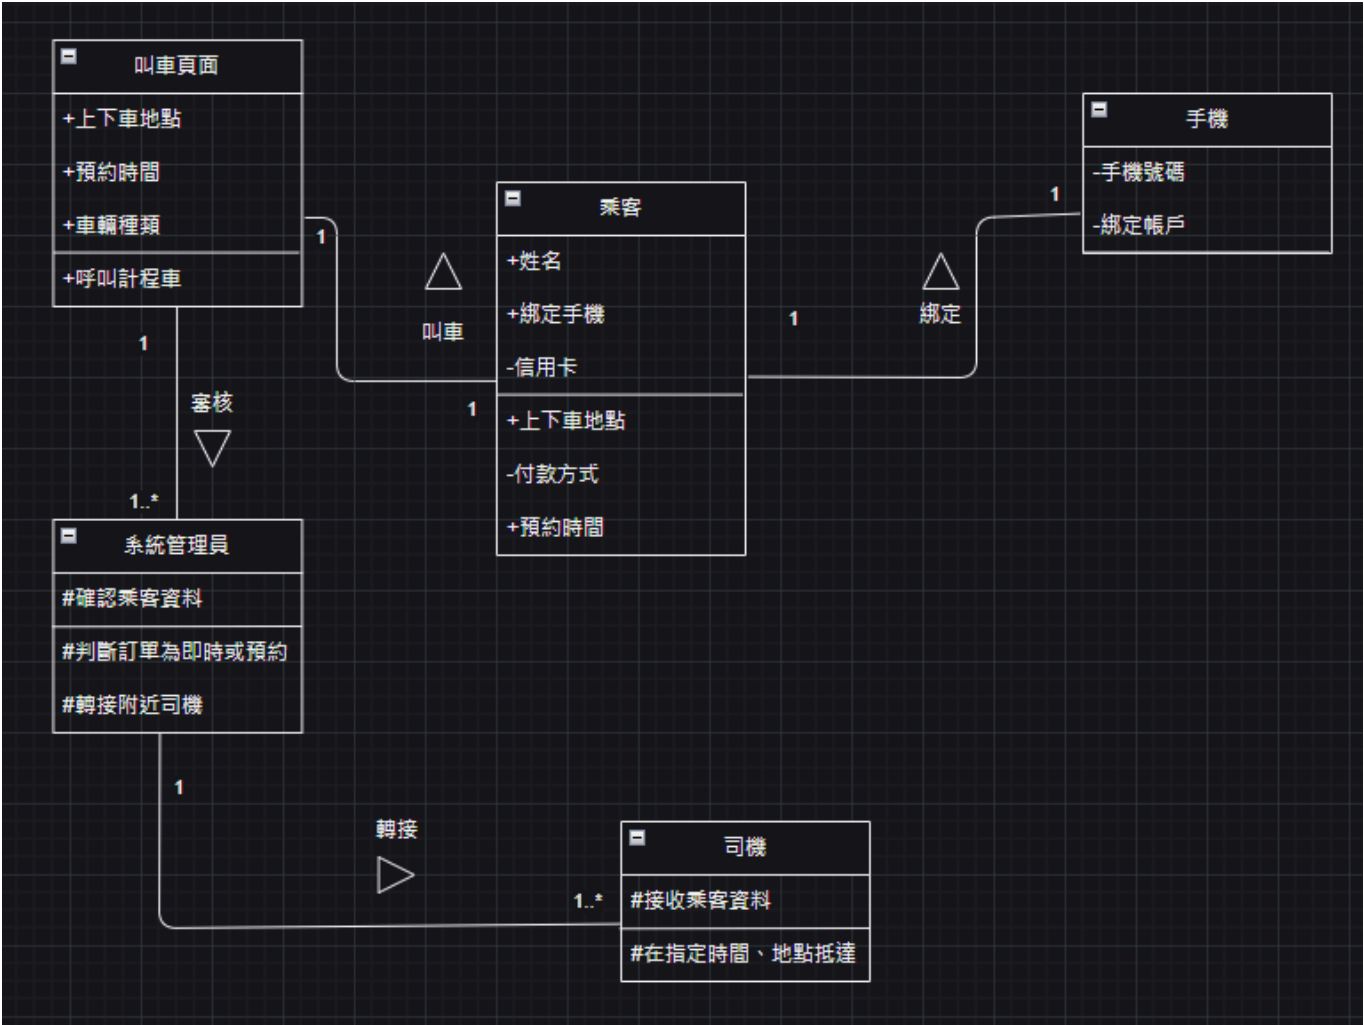 叫車頁面
+上下車地點
+預約時間
+車輛種類
+呼叫計程車
1
1
審核
1..*
叫車
1
乘客
+姓名
+綁定手機
-信用卡
+上下車地點
-付款方式
+預約時間
1
綁定
1
手機
-手機號碼
-綁定帳戶
系統管理員
#確認乘客資料
#判斷訂單為即時或預約
#轉接附近司機
1
轉接
1..*
司機
#接收乘客資料
#在指定時間、地點抵達